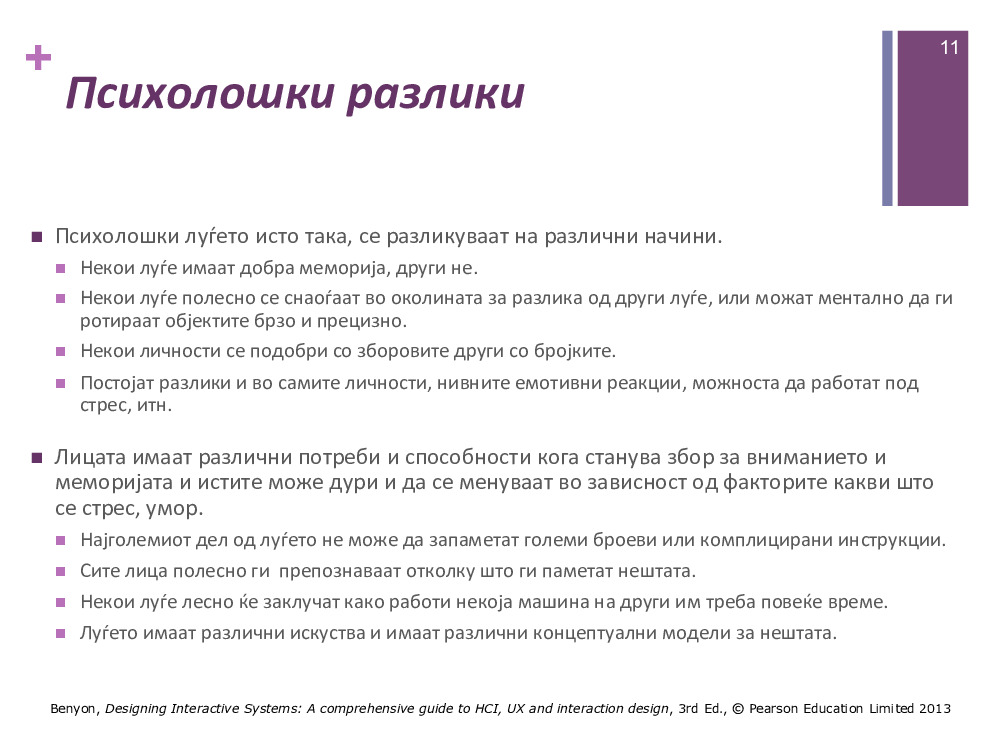 11
+
Психолошки разлики
Психолошки луѓето исто така, се разликуваат на различни начини.
Некои луѓе имаат добра меморија, други не.
Некои луѓе полесно се снаоѓаат во околината за разлика од други луѓе, или можат ментално да ги
ротираат објектите брзо и прецизно.
Некои личности се подобри со зборовите други со бројките.
Постојат разлики и во самите личности, нивните емотивни реакции, можноста да работат под
стрес, итн.
Лицата имаат различни потреби и способности кога станува збор за вниманието и
меморијата и истите може дури и да се менуваат во зависност од факторите какви што
се стрес, умор.
Најголемиот дел од луѓето не може да запаметат големи броеви или комплицирани инструкции.
Сите лица полесно ги препознаваат отколку што ги паметат нештата.
Некои луѓе лесно ќе заклучат како работи некоја машина на други им треба повеќе време.
Луѓето имаат различни искуства и имаат различни концептуални модели за нештата.
Benyon, Designing Interactive Systems: A comprehensive guide to HCI, UX and interaction design, 3rd Ed., © Pearson Education Limited 2013